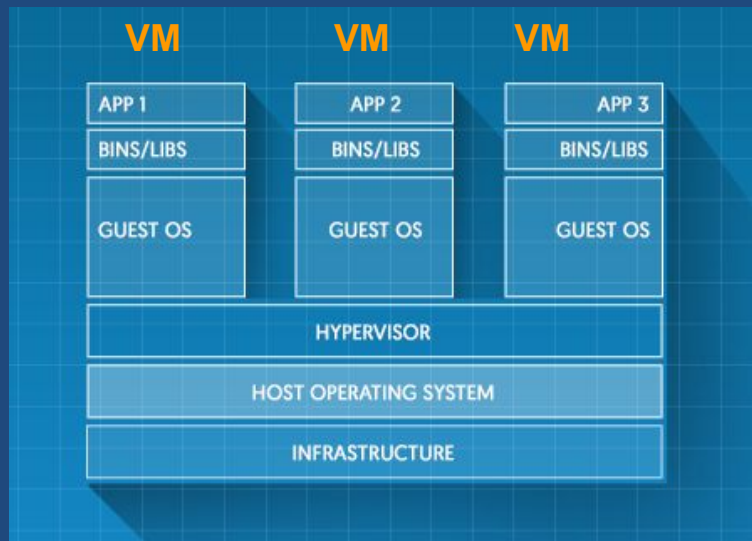 VM VM VM
APP 1 APP 2 APP 3
BINS/LIBS BINS/LIBS BINS/LIBS
GUEST OS GUEST OS GUEST OS
HYPERVISOR
HOST OPERATING SYSTEM
INFRASTRUCTURE